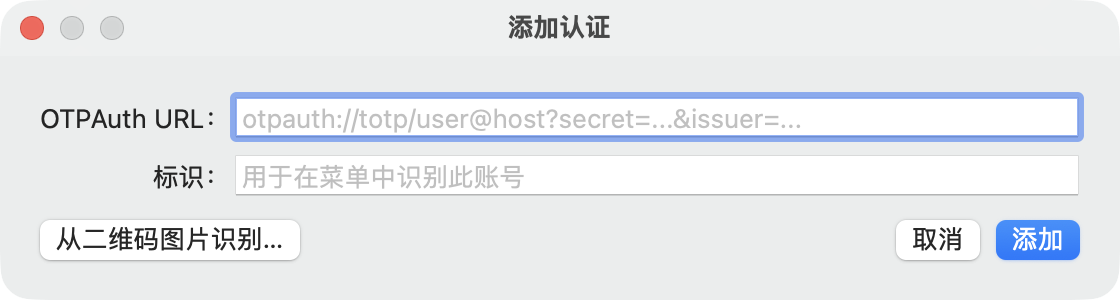 添加认证
OTPAuth URL：
otpauth://totp/user@host?secret=...&issuer=...
标识：
用于在菜单中识别此账号
从二维码图片识别...
取消
添加